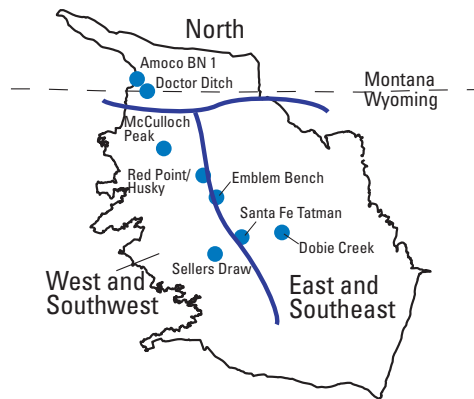 North
Amoco BN 1
Doctor Ditch
Montana
Wyoming
McCulloch
Peak
Red Point/
Husky
Emblem Bench
Santa Fe Tatman
Dobie Creek
Sellers Draw
West and
Southwest
East and
Southeast